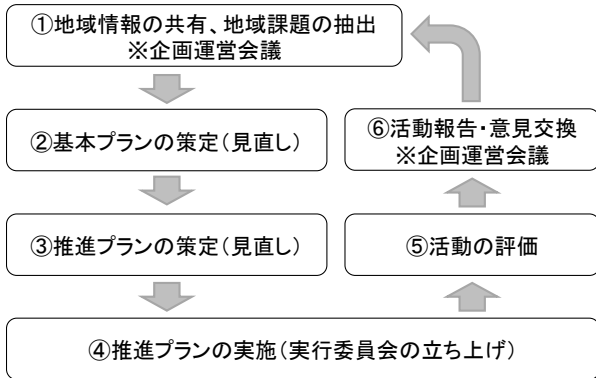 ①地域情報の共有、地域課題の抽出
※企画運営会議
②基本プランの策定(見直し)
③推進プランの策定(見直し)
④推進プランの実施(実行委員会の立ち上げ)
⑤活動の評価
⑥活動報告・意見交換
※企画運営会議